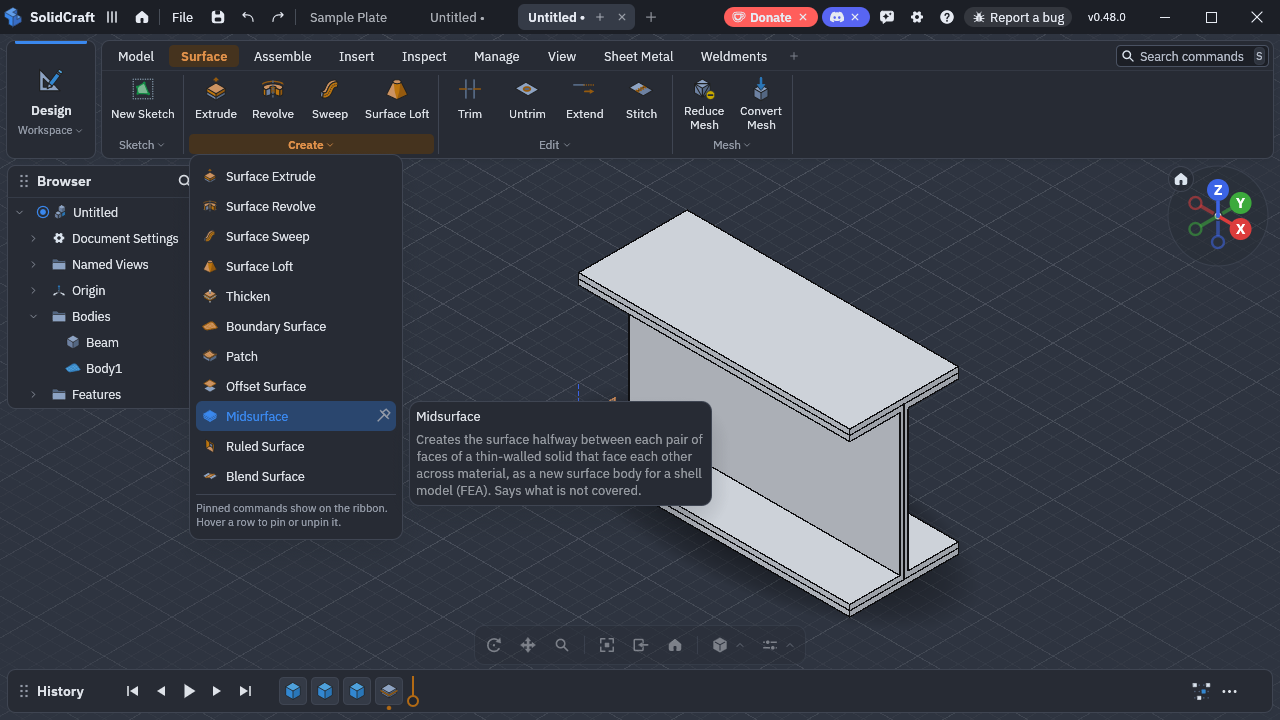 SolidCraft
File
Sample Plate
Untitled •
Untitled •
Donate
Report a bug
v0.48.0
Design
Workspace
Model
Surface
Assemble
Insert
Inspect
Manage
View
Sheet Metal
Weldments
Search commands
S
New Sketch
Extrude
Revolve
Sweep
Surface Loft
Trim
Untrim
Extend
Stitch
Reduce
Mesh
Convert
Mesh
Sketch
Create
Edit
Mesh
Browser
Untitled
Document Settings
Named Views
Origin
Bodies
Beam
Body1
Features
Surface Extrude
Surface Revolve
Surface Sweep
Surface Loft
Thicken
Boundary Surface
Patch
Offset Surface
Midsurface
Ruled Surface
Blend Surface
Pinned commands show on the ribbon.
Hover a row to pin or unpin it.
Midsurface
Creates the surface halfway between each pair of
faces of a thin-walled solid that face each other
across material, as a new surface body for a shell
model (FEA). Says what is not covered.
Z
Y
X
History